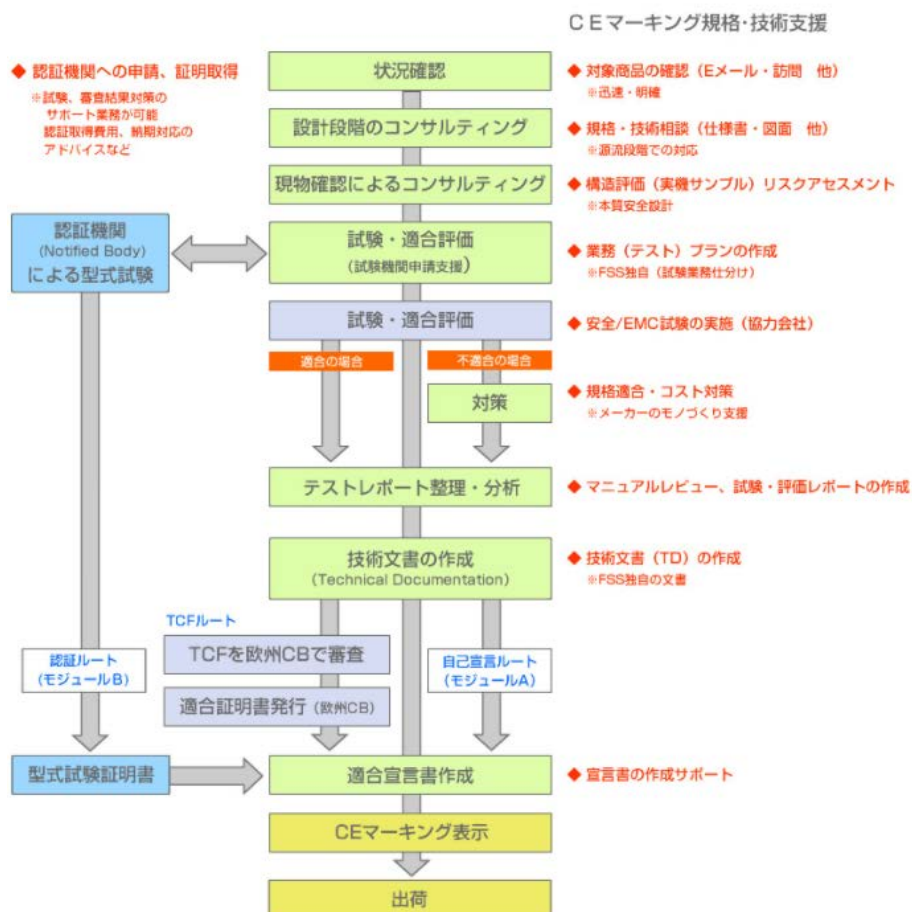 CEマーキング規格・技術支援
◆ 認証機関への申請、証明取得
※試験、審査結果対策の
サポート業務が可能
認証取得費用、納期対応の
アドバイスなど
状況確認
◆ 対象商品の確認（Eメール・訪問　他）
※迅速・明確
設計段階のコンサルティング
◆ 規格・技術相談（仕様書・図面　他）
※源流段階での対応
現物確認によるコンサルティング
◆ 構造評価（実機サンプル）リスクアセスメント
※本質安全設計
認証機関
(Notified Body)
による型式試験
試験・適合評価
(試験機関申請支援)
◆ 業務（テスト）プランの作成
※FSS独自（試験業務仕分け）
試験・適合評価
◆ 安全/EMC試験の実施（協力会社）
適合の場合
不適合の場合
対策
◆ 規格適合・コスト対策
※メーカーのモノづくり支援
テストレポート整理・分析
◆ マニュアルレビュー、試験・評価レポートの作成
技術文書の作成
(Technical Documentation)
◆ 技術文書（TD）の作成
※FSS独自の文書
TCFルート
TCFを欧州CBで審査
認証ルート
(モジュールB)
自己宣言ルート
(モジュールA)
適合証明書発行（欧州CB）
型式試験証明書
適合宣言書作成
◆ 宣言書の作成サポート
CEマーキング表示
出荷